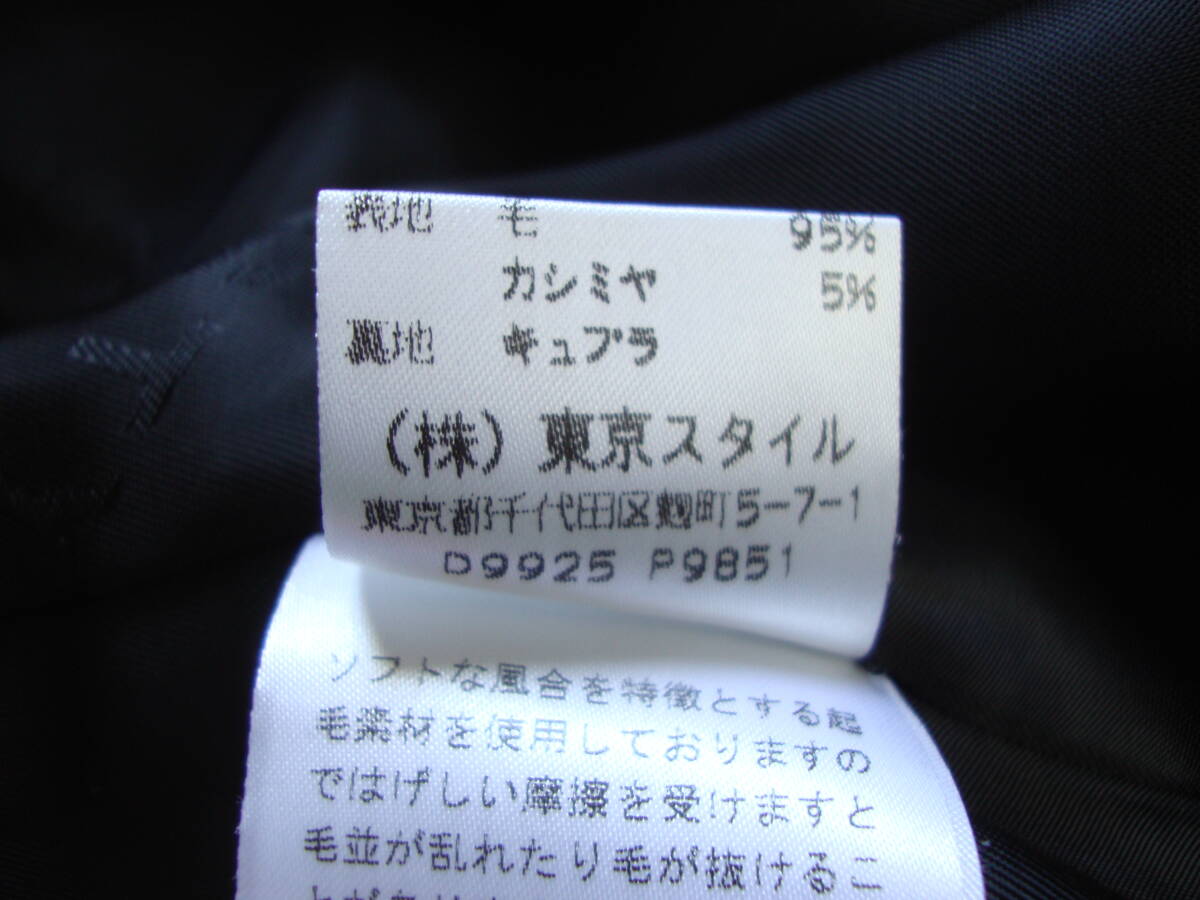 表地 毛 95%
カシミヤ 5%
裏地 キュプラ
(株) 東京スタイル
東京都千代田区麹町5-7-1
D9925 P9851
ソフトな風合を特徴とする起
毛素材を使用しております の
ではげしい摩擦を受けますと
毛並が乱れたり毛が抜けるこ
とがあり